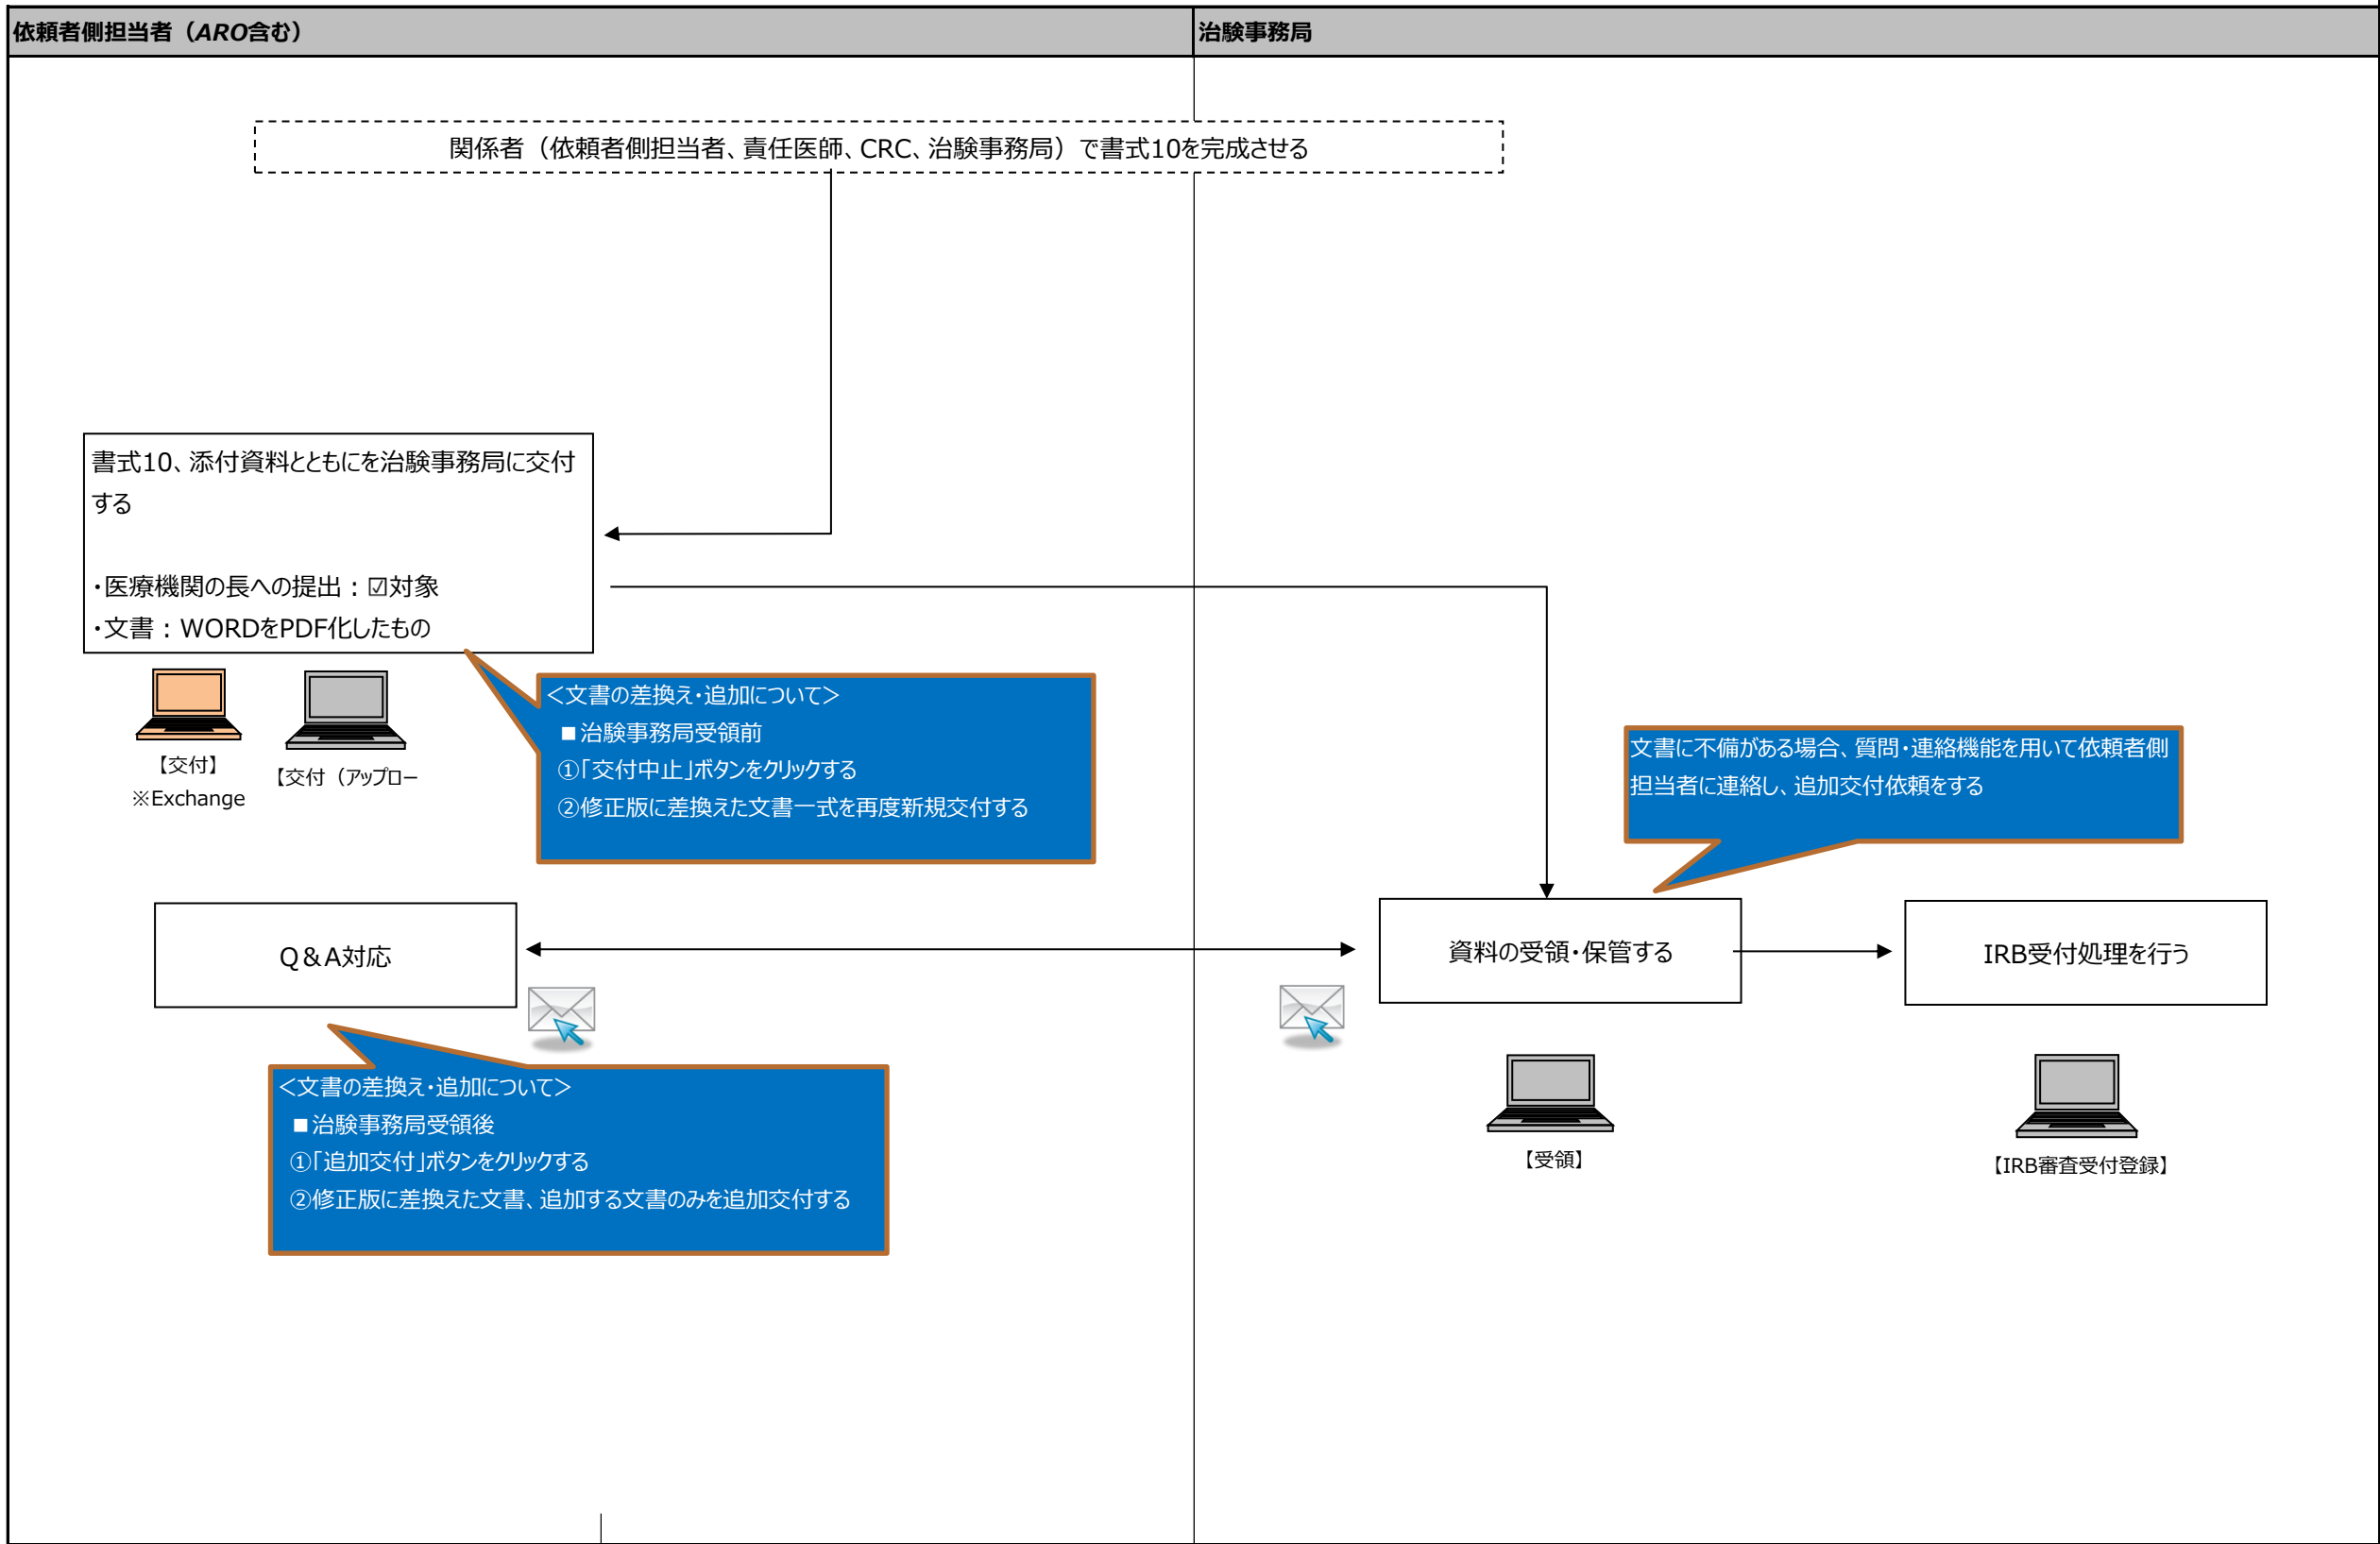 依頼者側担当者（ARO含む）
治験事務局
関係者（依頼者側担当者、責任医師、CRC、治験事務局）で書式10を完成させる
書式10、添付資料とともにを治験事務局に交付
する
・医療機関の長への提出：☑対象
・文書：WORDをPDF化したもの
【交付】
※Exchange
【交付（アップロー
＜文書の差換え・追加について＞
■治験事務局受領前
①「交付中止」ボタンをクリックする
②修正版に差換えた文書一式を再度新規交付する
文書に不備がある場合、質問・連絡機能を用いて依頼者側
担当者に連絡し、追加交付依頼をする
Q＆A対応
資料の受領・保管する
IRB受付処理を行う
＜文書の差換え・追加について＞
■治験事務局受領後
①「追加交付」ボタンをクリックする
②修正版に差換えた文書、追加する文書のみを追加交付する
【受領】
【IRB審査受付登録】